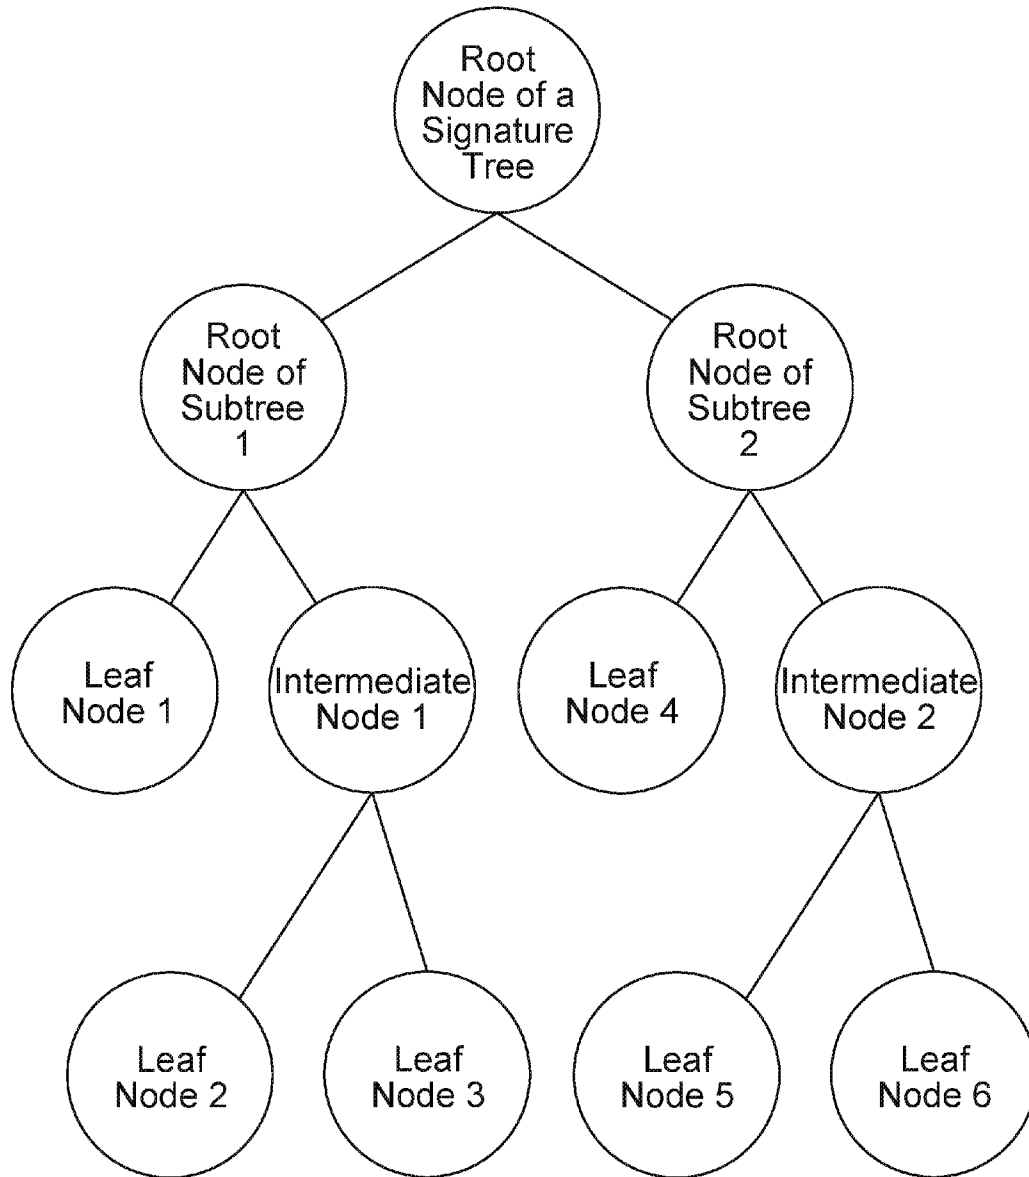 Root
Node of a
Signature
Tree
Root
Node of
Subtree
1
Root
Node of
Subtree
2
Leaf
Node 1
Intermediate
Node 1
Leaf
Node 4
Intermediate
Node 2
Leaf
Node 2
Leaf
Node 3
Leaf
Node 5
Leaf
Node 6